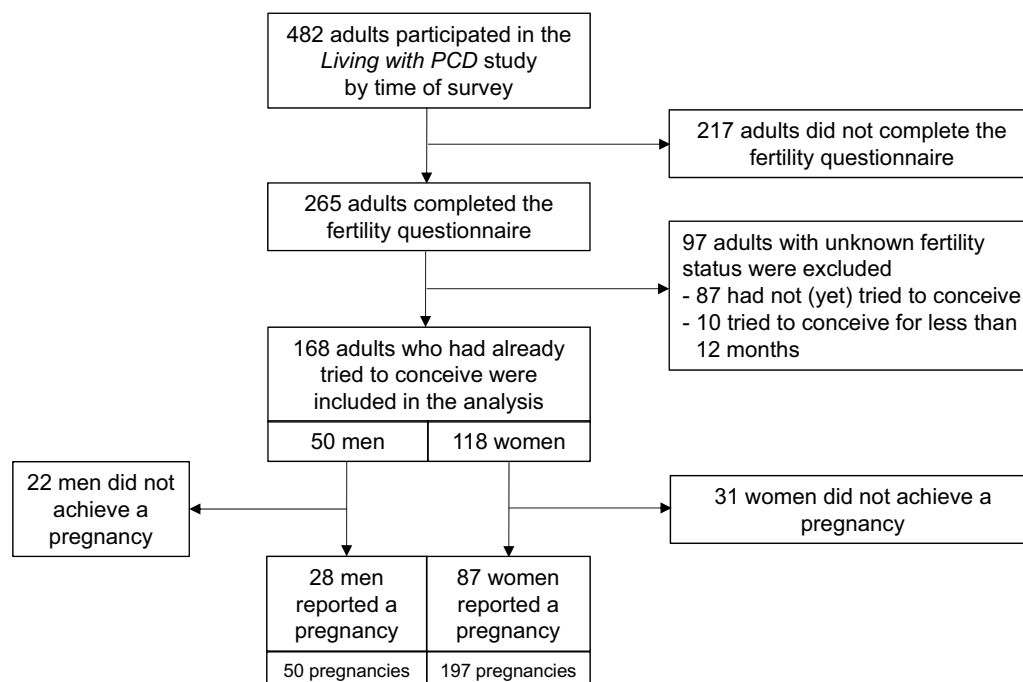 482 adults participated in the
Living with PCD study
by time of survey
217 adults did not complete the
fertility questionnaire
265 adults completed the
fertility questionnaire
97 adults with unknown fertility
status were excluded
- 87 had not (yet) tried to conceive
- 10 tried to conceive for less than
12 months
168 adults who had already
tried to conceive were
included in the analysis
50 men
118 women
22 men did not
achieve a
pregnancy
31 women did not achieve a
pregnancy
28 men
reported a
pregnancy
87 women
reported a
pregnancy
50 pregnancies
197 pregnancies